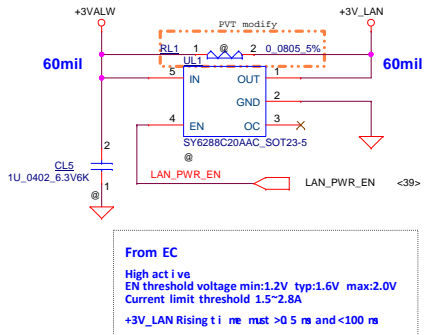 PVT modify
+3VALW
+3V_LAN
RL1 1 @ 2 0_0805_5%
60mil
UL1
60mil
5 IN OUT 1
GND 2
4 EN OC 3
SY6288C20AAC_SOT23-5
@
2
CL5
1U_0402_6.3V6K
1
@
LAN_PWR_EN
LAN_PWR_EN <39>
From EC
High active
EN threshold voltage min:1.2V typ:1.6V max:2.0V
Current limit threshold 1.5~2.8A
+3V_LAN Rising time must >0.5 ms and <100 ms